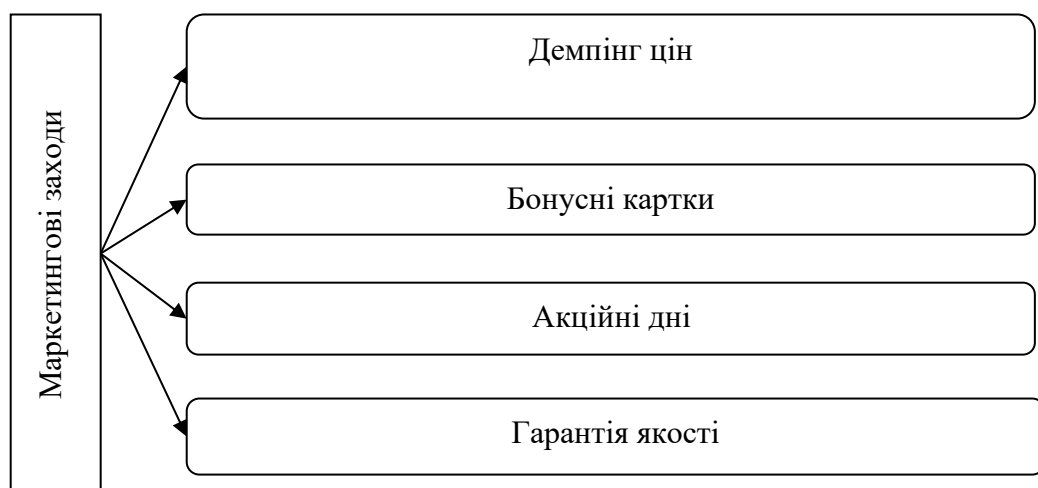 Маркетингові заходи
Демпінг цін
Бонусні картки
Акційні дні
Гарантія якості